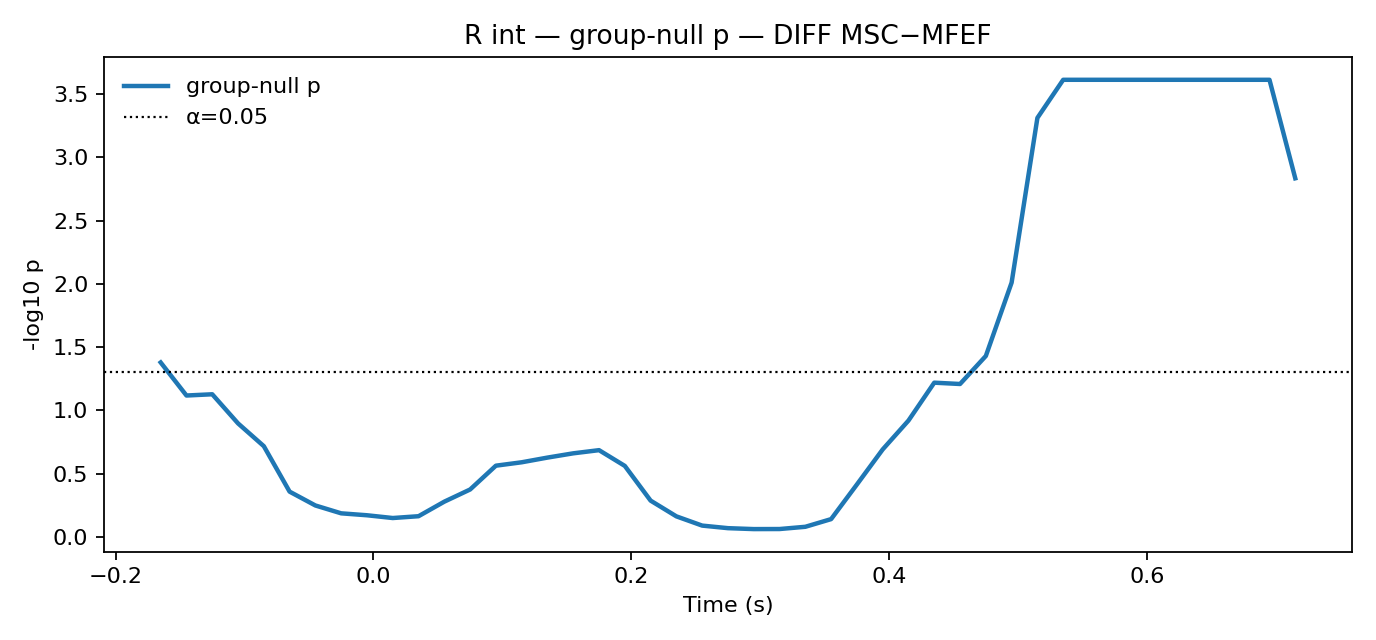 R int — group-null p — DIFF MSC−MFEF
group-null p
α=0.05
3.5
3.0
2.5
2.0
1.5
1.0
0.5
0.0
-log10 p
−0.2 0.0 0.2 0.4 0.6
Time (s)